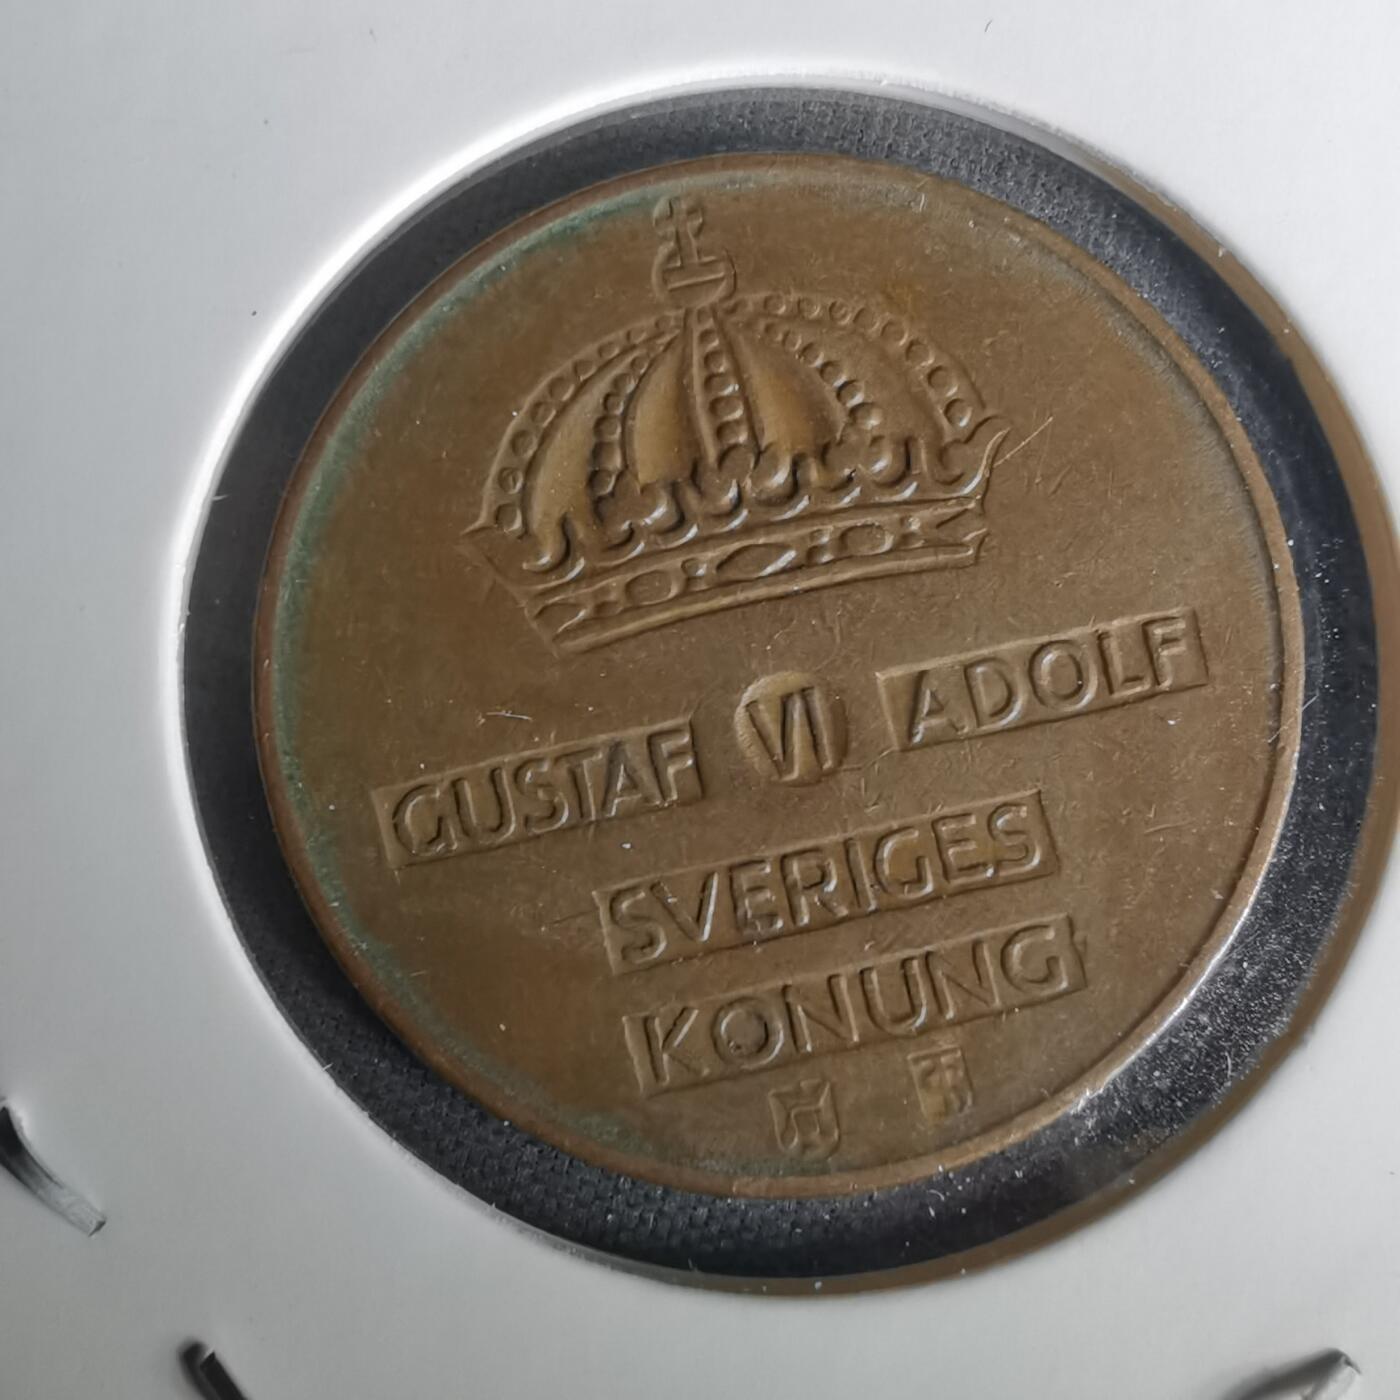 GUSTAF VI ADOLF
SVERIGES
KONUNG